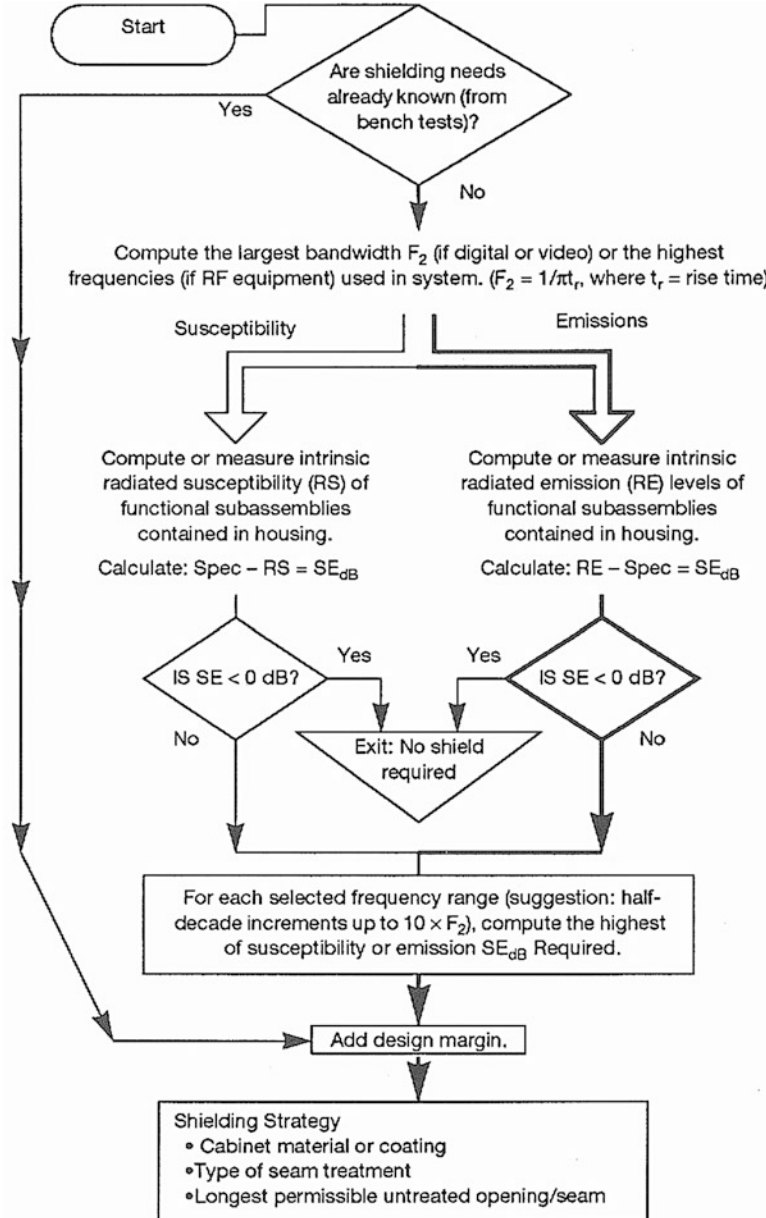 Start
Are shielding needs
already known (from
bench tests)?
Yes
No
Compute the largest bandwidth F₂ (if digital or video) or the highest
frequencies (if RF equipment) used in system. (F₂ = 1/πtᵣ, where tᵣ = rise time)
Susceptibility
Emissions
Compute or measure intrinsic
radiated susceptibility (RS) of
functional subassemblies
contained in housing.
Calculate: Spec – RS = SE_dB
Compute or measure intrinsic
radiated emission (RE) levels of
functional subassemblies
contained in housing.
Calculate: RE – Spec = SE_dB
IS SE < 0 dB?
Yes
Yes
IS SE < 0 dB?
No
Exit: No shield
required
No
For each selected frequency range (suggestion: half-
decade increments up to 10 × F₂), compute the highest
of susceptibility or emission SE_dB Required.
Add design margin.
Shielding Strategy
• Cabinet material or coating
•Type of seam treatment
•Longest permissible untreated opening/seam